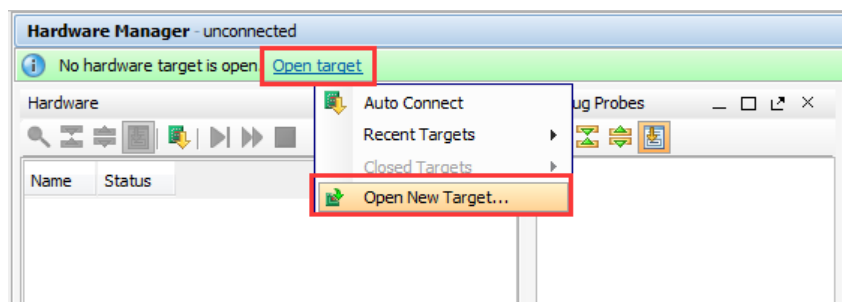 Hardware Manager - unconnected
No hardware target is open Open target
Hardware
Auto Connect
ug Probes
Recent Targets
Closed Targets
Name Status
Open New Target...